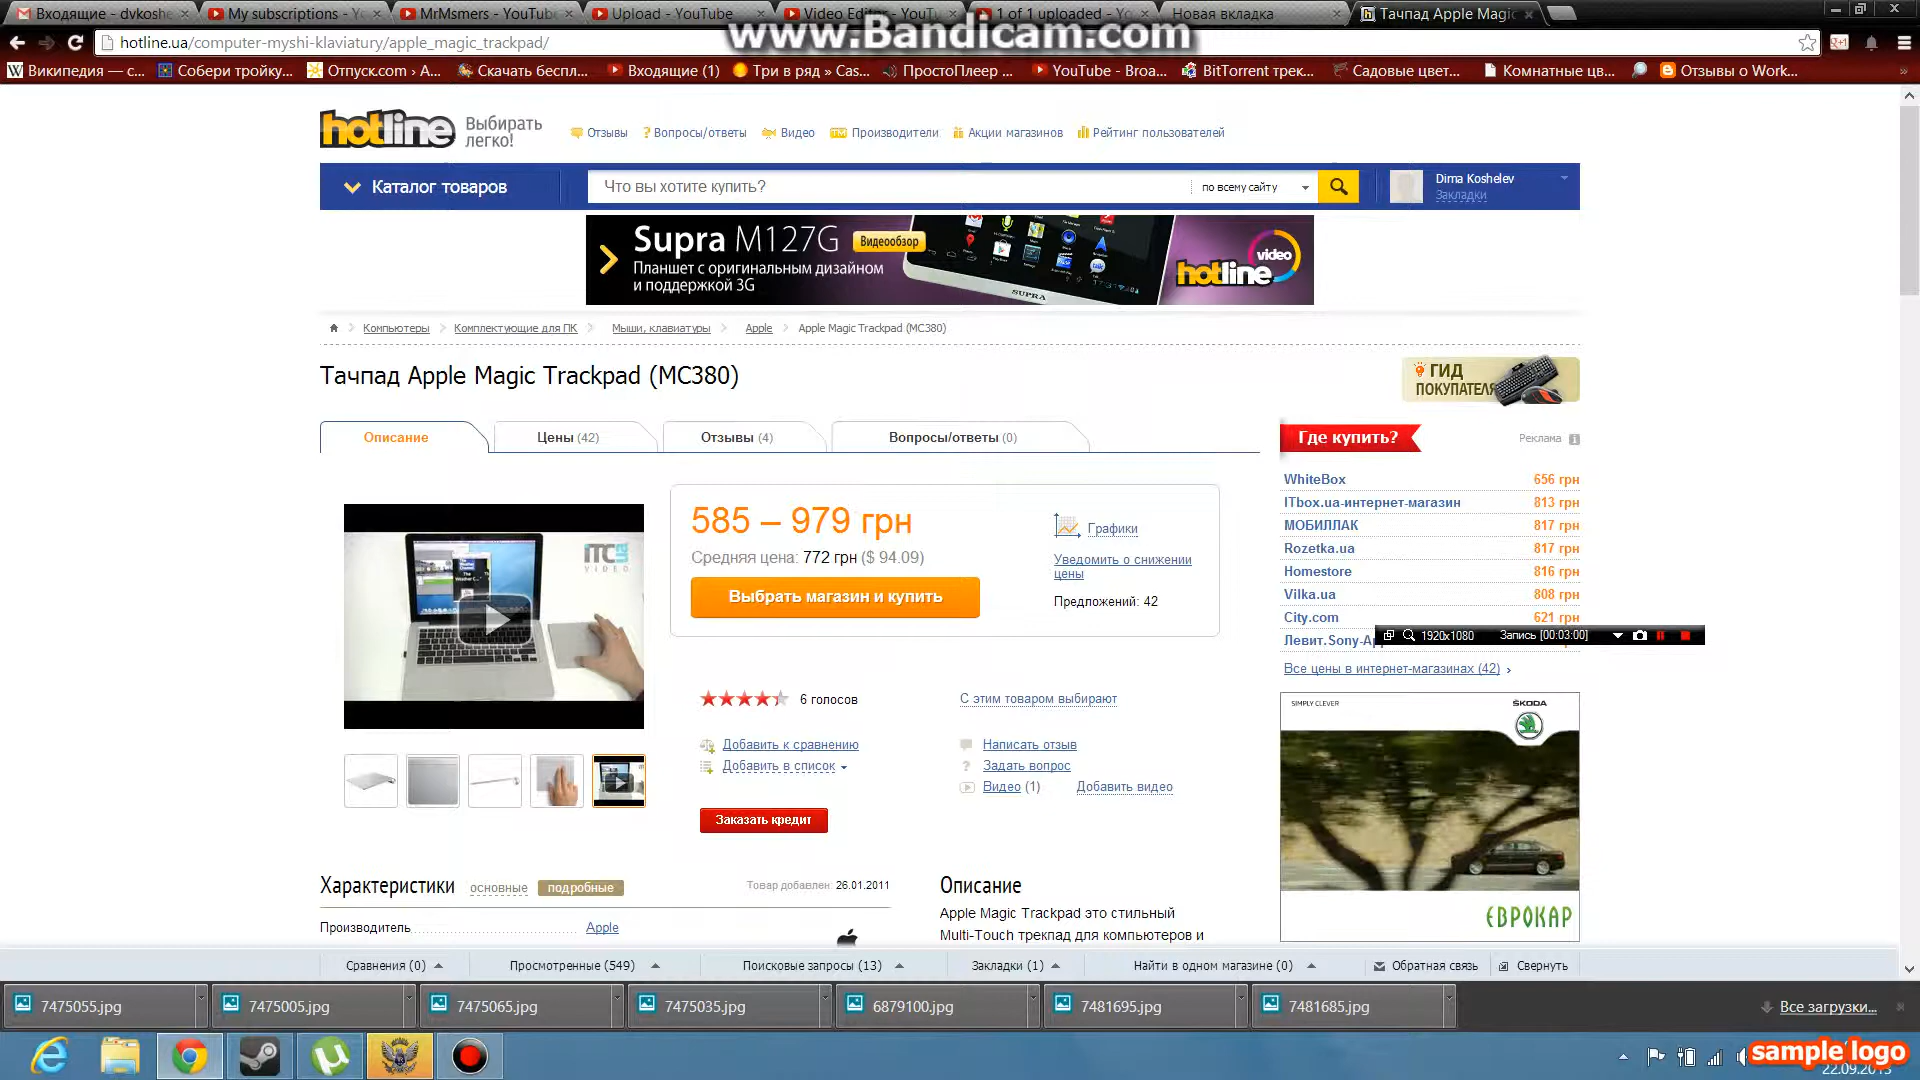 Входящие - dvkoshe
My subscriptions - Yo
MrMsmers - YouTube
Upload - YouTube
Video Editor - YouTu
1 of 1 uploaded - Yo
Новая вкладка
Тачпад Apple Magic
www.Bandicam.com
hotline.ua/computer-myshi-klaviatury/apple_magic_trackpad/
Википедия — с...
Собери тройку...
Отпуск.com › А...
Скачать беспл...
Входящие (1)
Три в ряд » Cas...
ПростоПлеер ...
YouTube - Broa...
BitTorrent трек...
Садовые цвет...
Комнатные цв...
Отзывы о Work...
hotline
Выбирать
легко!
Отзывы
Вопросы/ответы
Видео
Производители
Акции магазинов
Рейтинг пользователей
Каталог товаров
Что вы хотите купить?
по всему сайту
Dima Koshelev
Закладки
Supra M127G
Видеообзор
Планшет с оригинальным дизайном
и поддержкой 3G
SUPRA
video
hotline
Компьютеры
Комплектующие для ПК
Мыши, клавиатуры
Apple
Apple Magic Trackpad (MC380)
Тачпад Apple Magic Trackpad (MC380)
ГИД
ПОКУПАТЕЛЯ
Описание
Цены (42)
Отзывы (4)
Вопросы/ответы (0)
Где купить?
Реклама
585 – 979 грн
Средняя цена: 772 грн ($ 94.09)
Выбрать магазин и купить
Графики
Уведомить о снижении
цены
Предложений: 42
WhiteBox 656 грн
ITbox.ua-интернет-магазин 813 грн
МОБИЛЛАК 817 грн
Rozetka.ua 817 грн
Homestore 816 грн
Vilka.ua 808 грн
City.com 621 грн
Левит.Sony-Ap
1920x1080 Запись [00:03:00]
Все цены в интернет-магазинах (42)
iTC.ua
VIDEO
6 голосов
С этим товаром выбирают
Добавить к сравнению
Добавить в список
Написать отзыв
Задать вопрос
Видео (1)
Добавить видео
Заказать кредит
SIMPLY CLEVER
ŠKODA
ЄВРОКАР
Характеристики
основные
подробные
Товар добавлен: 26.01.2011
Производитель
Apple
Описание
Apple Magic Trackpad это стильный
Multi-Touch трекпад для компьютеров и
Сравнения (0)
Просмотренные (549)
Поисковые запросы (13)
Закладки (1)
Найти в одном магазине (0)
Обратная связь
Свернуть
7475055.jpg
7475005.jpg
7475065.jpg
7475035.jpg
6879100.jpg
7481695.jpg
7481685.jpg
Все загрузки...
sample logo